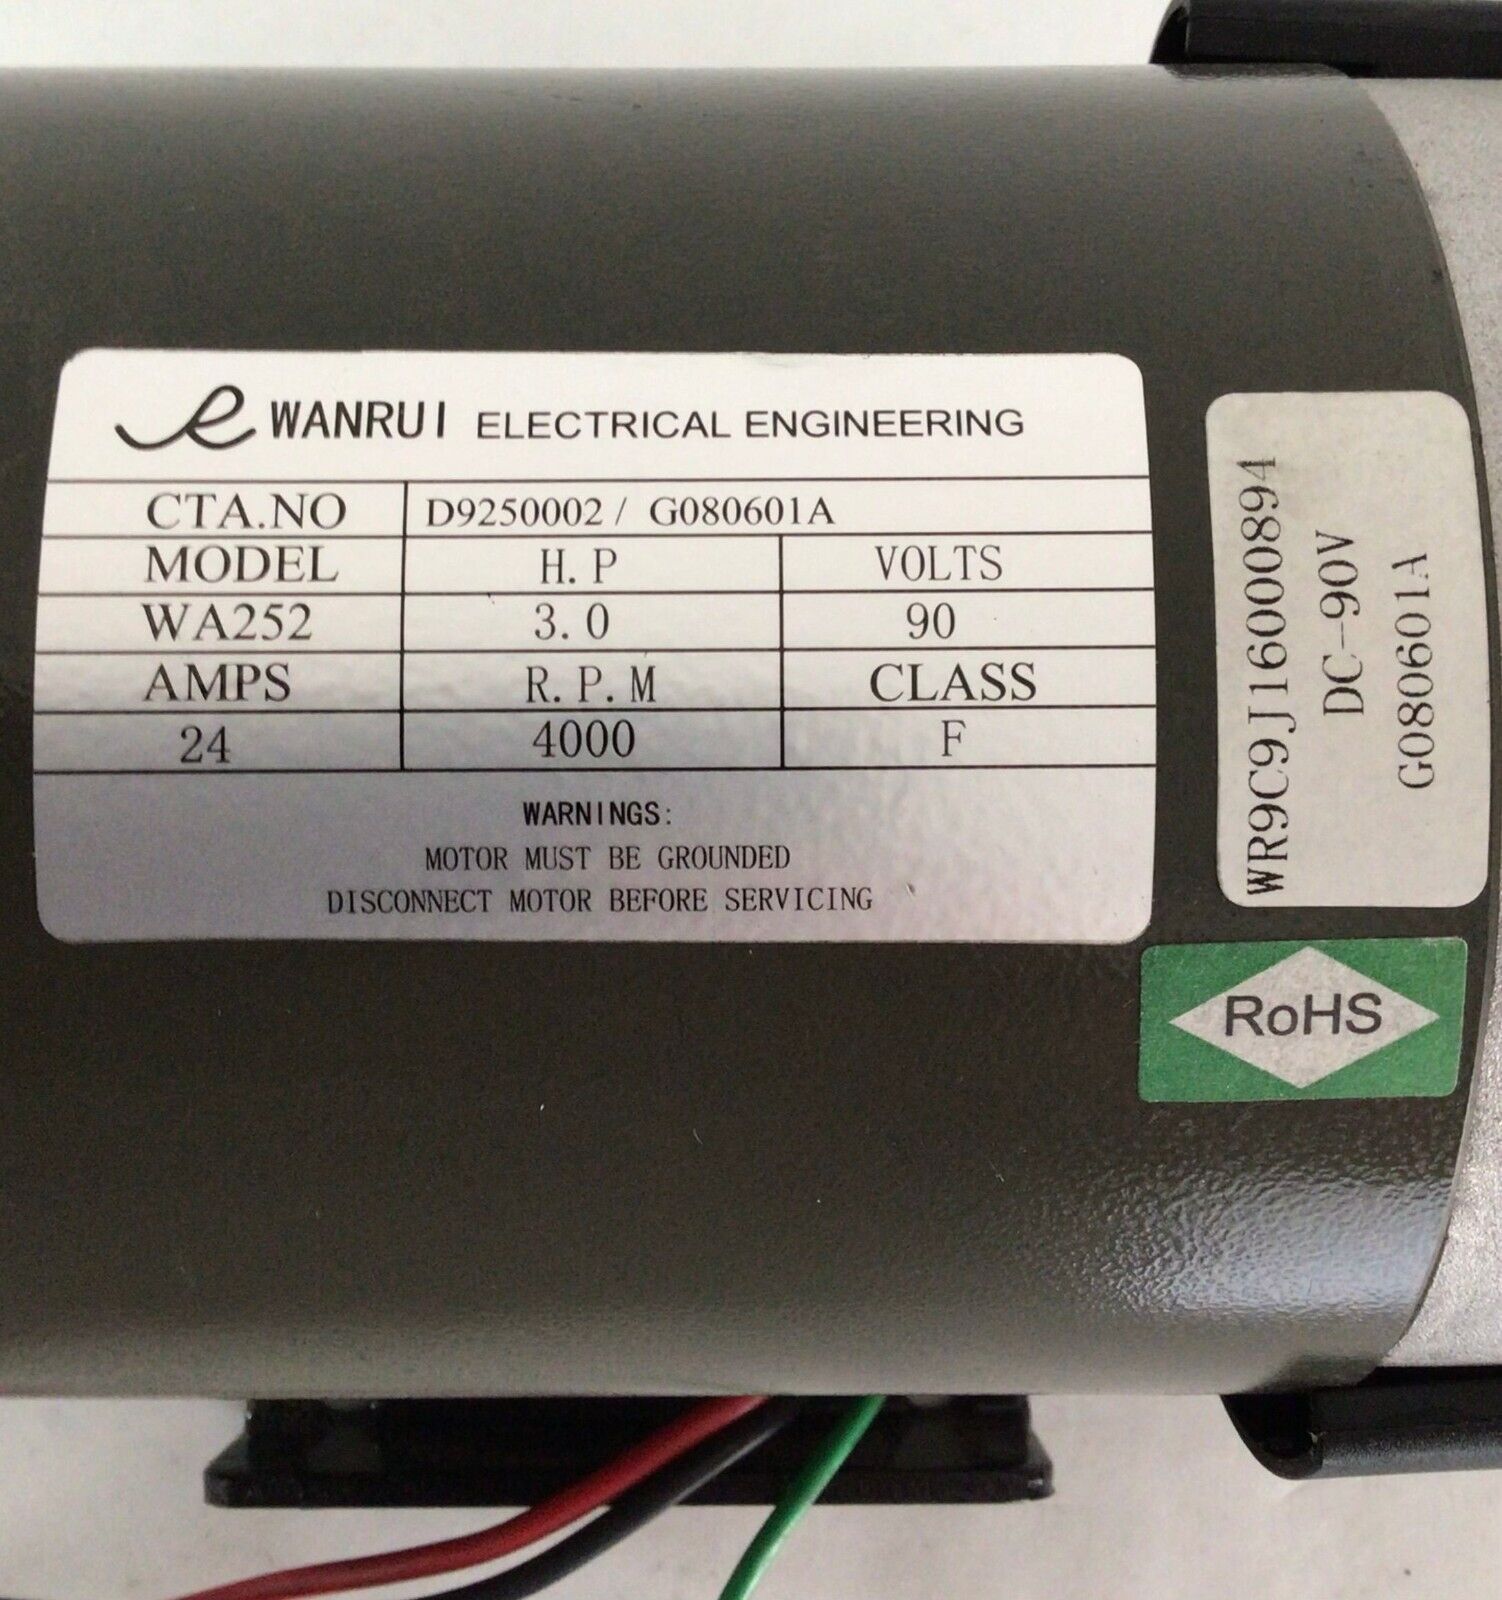 WANRUI ELECTRICAL ENGINEERING
CTA.NO D9250002 / G080601A
MODEL H.P VOLTS
WA252 3.0 90
AMPS R.P.M CLASS
24 4000 F
WARNINGS:
MOTOR MUST BE GROUNDED
DISCONNECT MOTOR BEFORE SERVICING
WR9C9J1600894
DC-90V
G080601A
RoHS